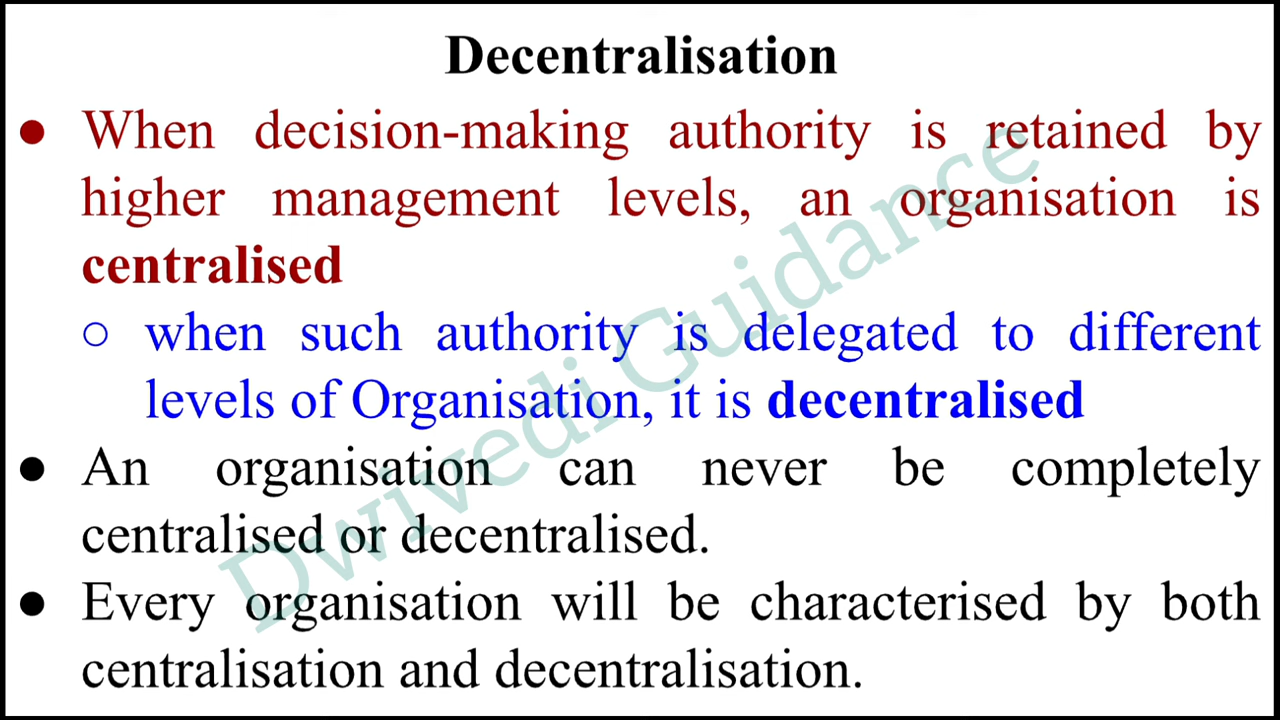 Decentralisation
● When decision-making authority is retained by
higher management levels, an organisation is
centralised
○ when such authority is delegated to different
levels of Organisation, it is decentralised
● An organisation can never be completely
centralised or decentralised.
● Every organisation will be characterised by both
centralisation and decentralisation.
Dwivedi Guidance